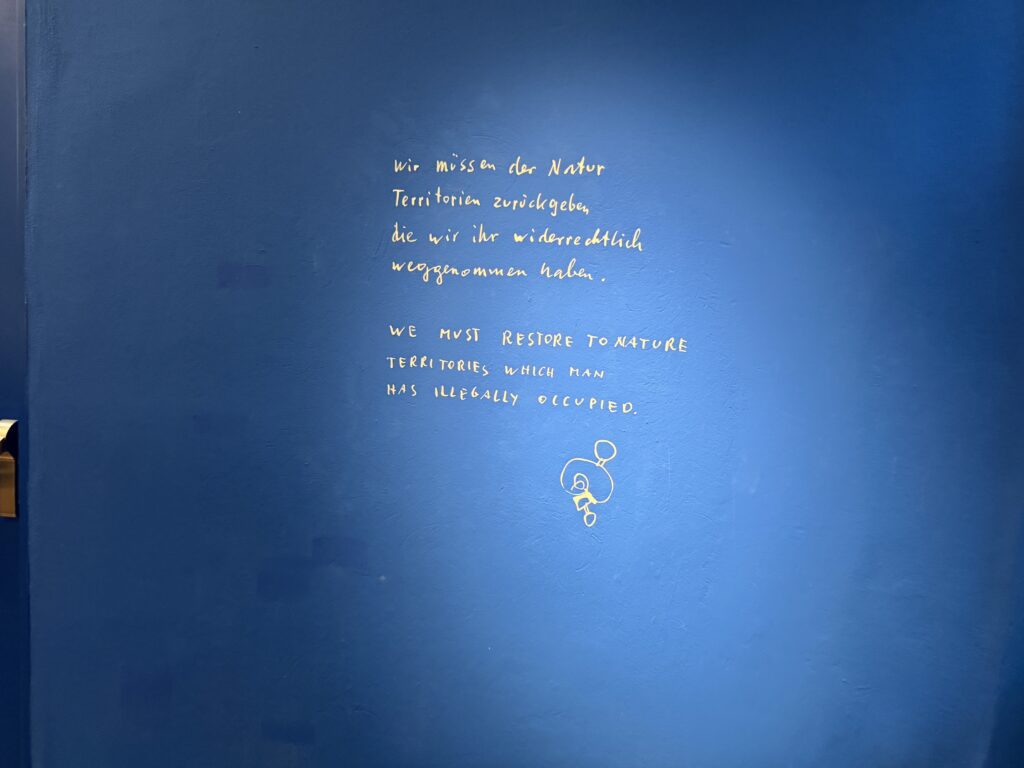 wir müssen der Natur
Territorien zurückgeben
die wir ihr widerrechtlich
weggenommen haben.
WE MUST RESTORE TO NATURE
TERRITORIES WHICH MAN
HAS ILLEGALLY OCCUPIED.